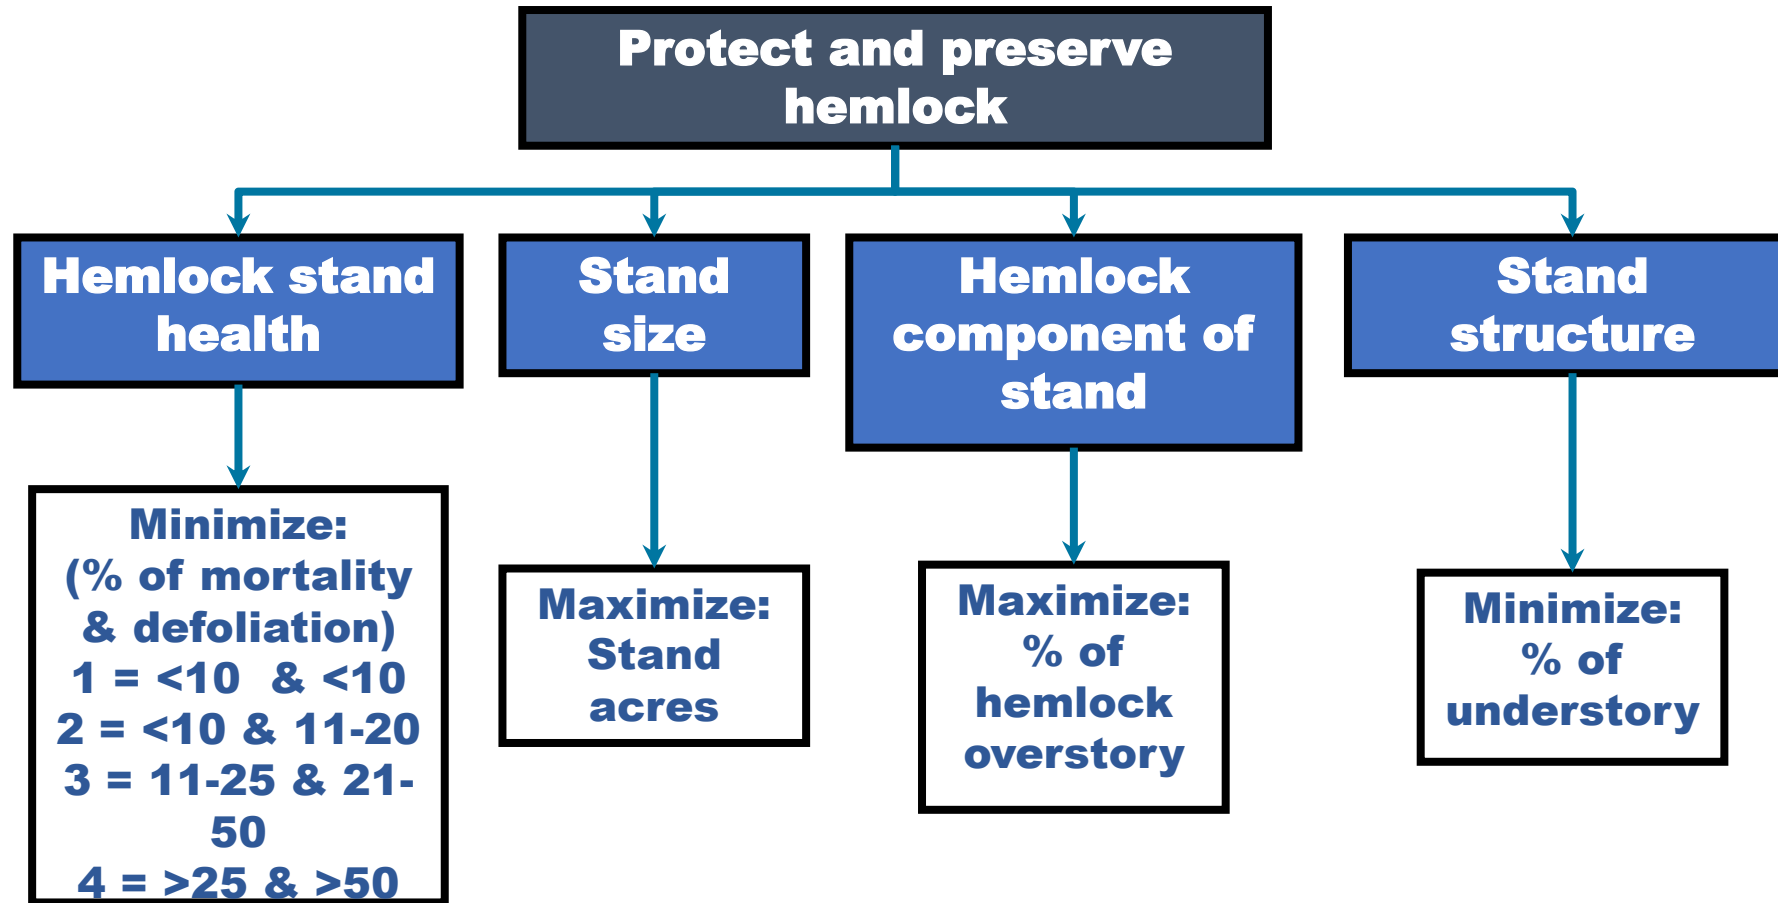 Protect and preserve
hemlock
Hemlock stand
health
Stand
size
Hemlock
component of
stand
Stand
structure
Minimize:
(% of mortality
& defoliation)
1 = <10  & <10
2 = <10 & 11-20
3 = 11-25 & 21-
50
4 = >25 & >50
Maximize:
Stand
acres
Maximize:
% of
hemlock
overstory
Minimize:
% of
understory